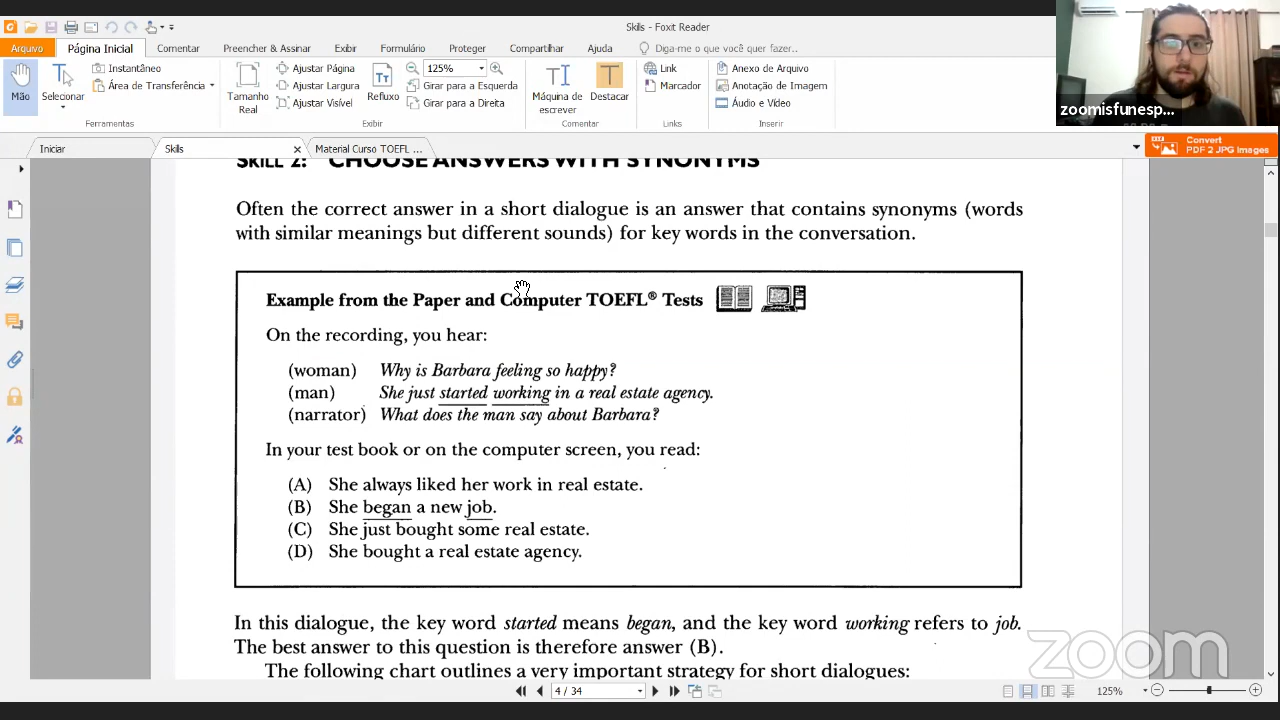 Skills - Foxit Reader
Arquivo Página Inicial Comentar Preencher & Assinar Exibir Formulário Proteger Compartilhar Ajuda Diga-me o que você quer fazer..
Mão
Selecionar
Instantâneo
Área de Transferência
Ferramentas
Tamanho Real
Ajustar Página
Ajustar Largura
Ajustar Visível
Refluxo
125%
Girar para a Esquerda
Girar para a Direita
Exibir
Máquina de escrever
Destacar
Comentar
Link
Marcador
Links
Anexo de Arquivo
Anotação de Imagem
Áudio e Vídeo
Inserir
zoomisfunesp...
Iniciar Skills Material Curso TOEFL ...
Convert
PDF 2 JPG Images
SKILL 2: CHOOSE ANSWERS WITH SYNONYMS
Often the correct answer in a short dialogue is an answer that contains synonyms (words
with similar meanings but different sounds) for key words in the conversation.
Example from the Paper and Computer TOEFL® Tests
On the recording, you hear:
(woman) Why is Barbara feeling so happy?
(man) She just started working in a real estate agency.
(narrator) What does the man say about Barbara?
In your test book or on the computer screen, you read:
(A) She always liked her work in real estate.
(B) She began a new job.
(C) She just bought some real estate.
(D) She bought a real estate agency.
In this dialogue, the key word started means began, and the key word working refers to job.
The best answer to this question is therefore answer (B).
The following chart outlines a very important strategy for short dialogues:
zoom
4 / 34
125%